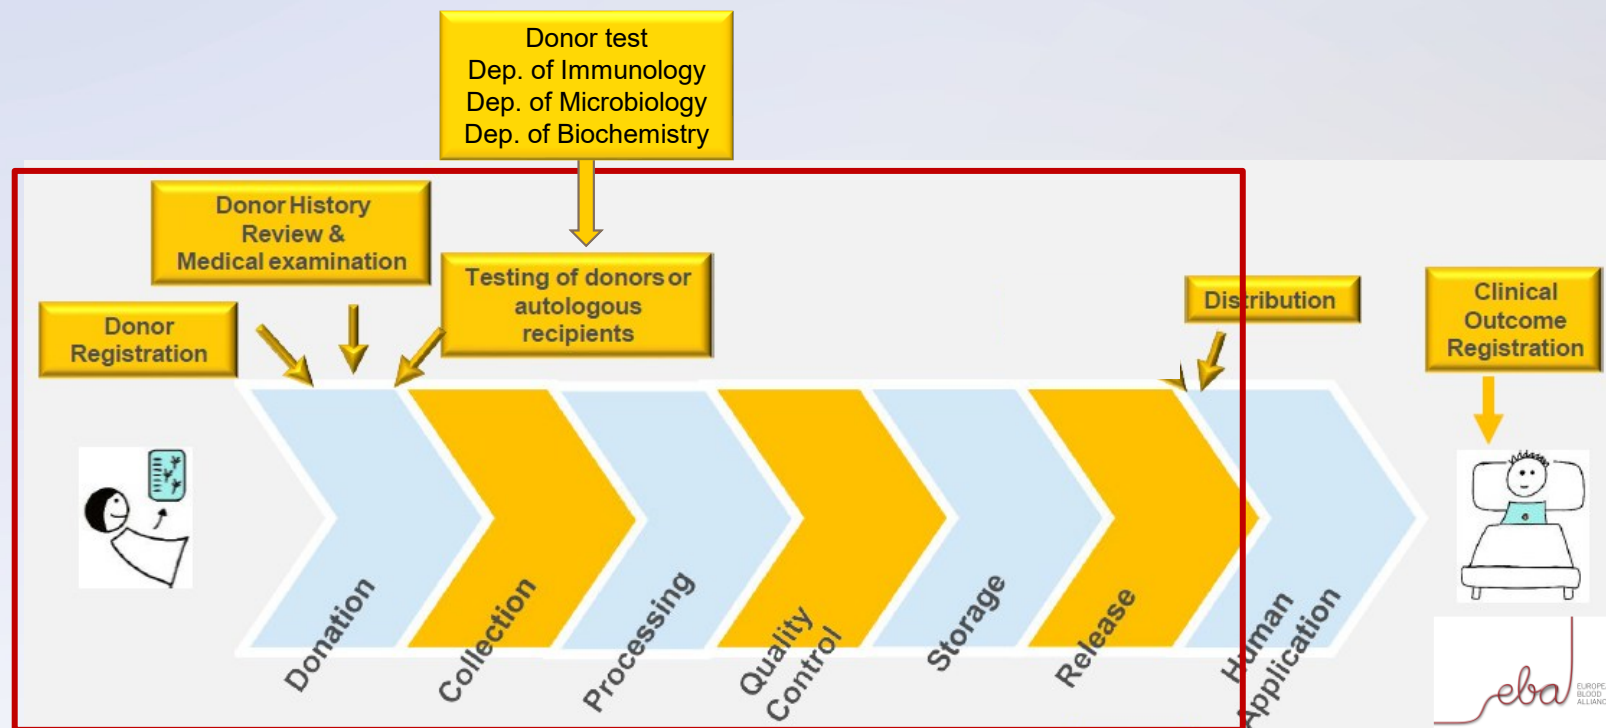 Donor test
Dep. of Immunology
Dep. of Microbiology
Dep. of Biochemistry
Donor History
Review &
Medical examination
Donor
Registration
Testing of donors or
autologous
recipients
Distribution
Clinical
Outcome
Registration
Donation
Collection
Processing
Quality
Control
Storage
Release
Human
Application
eba
BLOOD